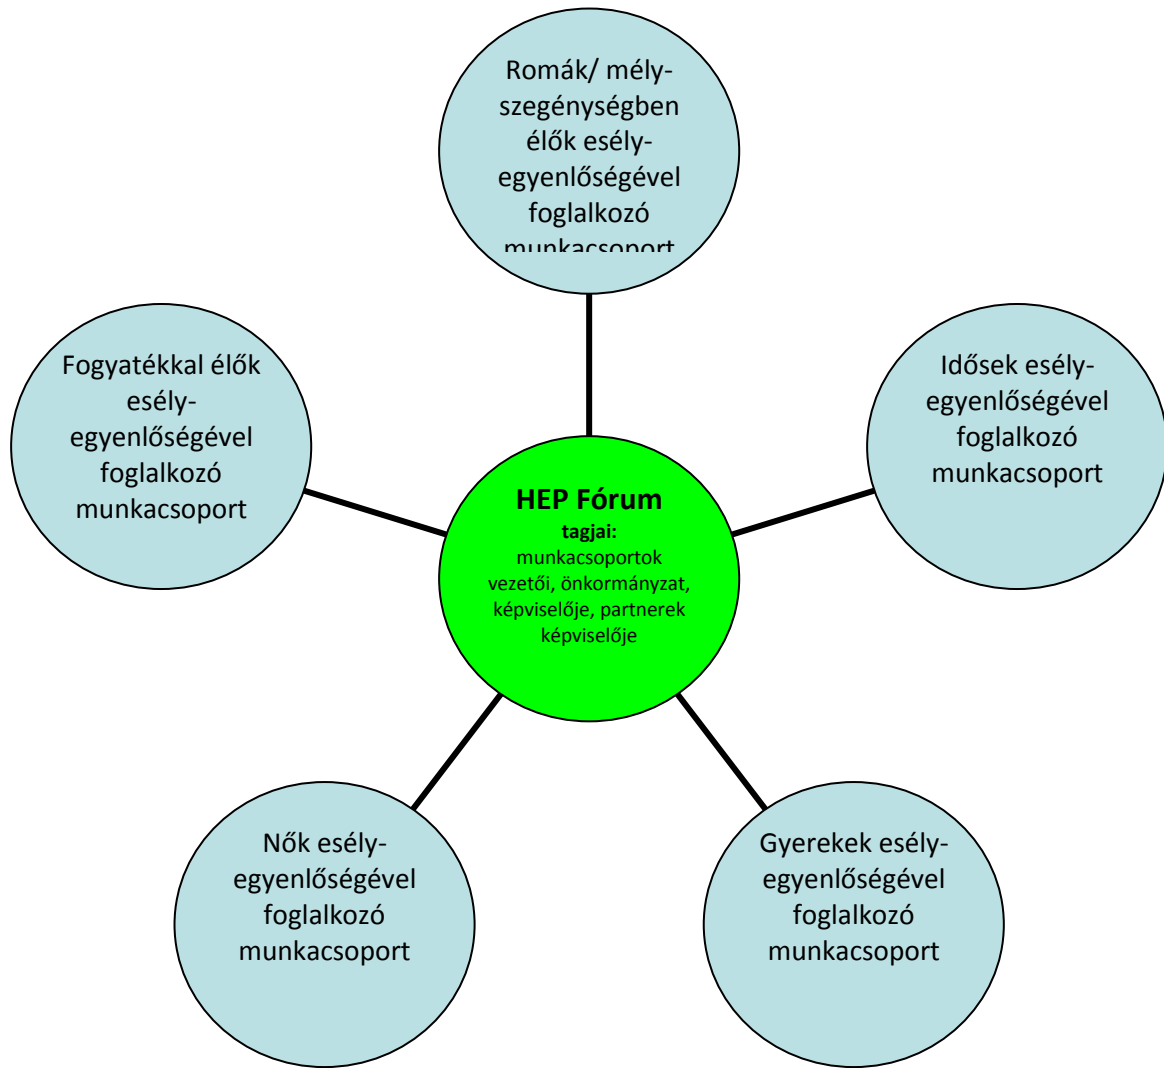 Romák/ mély-
szegénységben
élők esély-
egyenlőségével
foglalkozó
munkacsoport
Fogyatékkal élők
esély-
egyenlőségével
foglalkozó
munkacsoport
Idősek esély-
egyenlőségével
foglalkozó
munkacsoport
HEP Fórum
tagjai:
munkacsoportok
vezetői, önkormányzat,
képviselője, partnerek
képviselője
Nők esély-
egyenlőségével
foglalkozó
munkacsoport
Gyerekek esély-
egyenlőségével
foglalkozó
munkacsoport